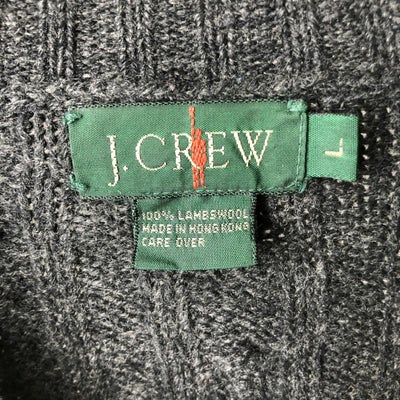 J.CREW
L
100% LAMBSWOOL
MADE IN HONG KONG
CARE OVER